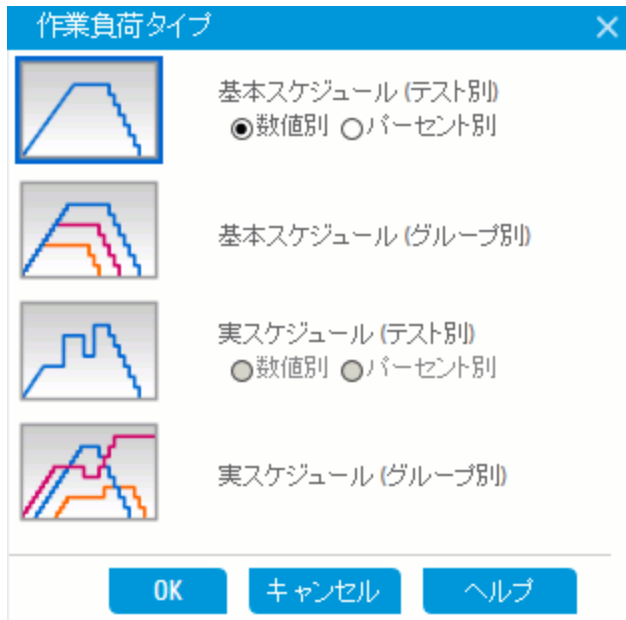 作業負荷タイプ
基本スケジュール (テスト別)
数値別 パーセント別
基本スケジュール (グループ別)
実スケジュール (テスト別)
数値別 パーセント別
実スケジュール (グループ別)
OK キャンセル ヘルプ